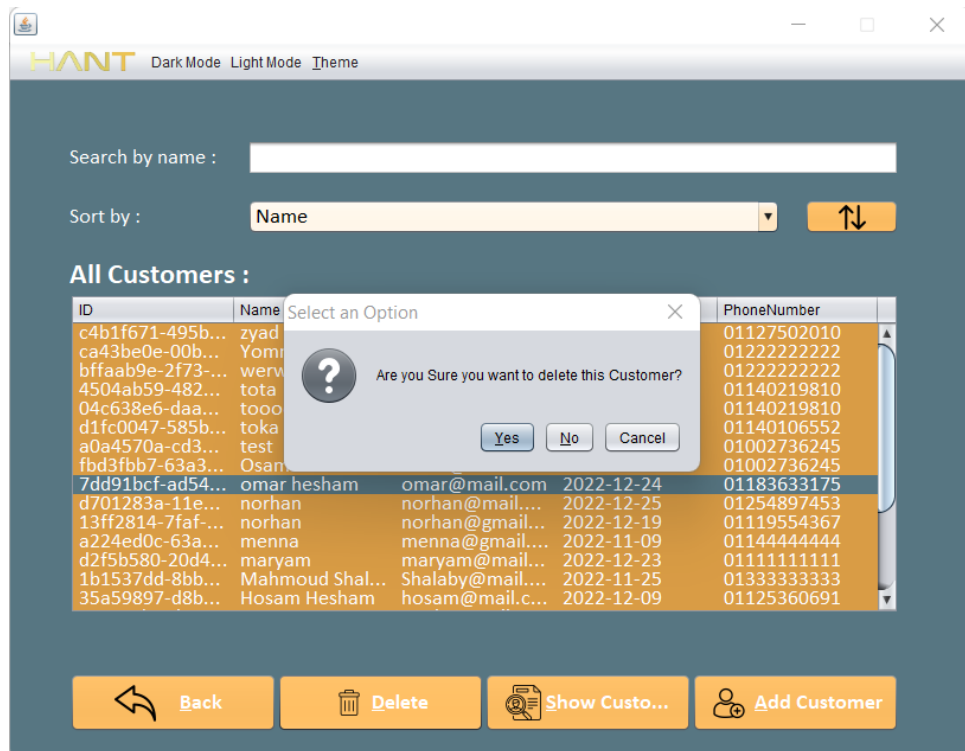 HANT Dark Mode Light Mode Theme
Search by name :
Sort by : Name
All Customers :
ID Name PhoneNumber
Select an Option
Are you Sure you want to delete this Customer?
Yes No Cancel
c4b1f671-495b... zyad 01127502010
ca43be0e-00b... 01222222222
bffaab9e-2f73-... 01222222222
4504ab59-482... tota 01140219810
04c638e6-daa... 01140219810
d1fc0047-585b... toka 01140106552
a0a4570a-cd3... test 01002736245
fbd3fbb7-63a3... 01002736245
7dd91bcf-ad54... omar hesham omar@mail.com 2022-12-24 01183633175
d701283a-11e... norhan norhan@mail.... 2022-12-25 01254897453
13ff2814-7faf-... norhan norhan@gmail.... 2022-12-19 01119554367
a224ed0c-63a... menna menna@gmail.... 2022-11-09 01144444444
d2f5b580-20d4... maryam maryam@mail... 2022-12-23 01111111111
1b1537dd-8bb... Mahmoud Shal... Shalaby@mail.... 2022-11-25 01333333333
35a59897-d8b... Hosam Hesham hosam@mail.c... 2022-12-09 01125360691
Back Delete Show Custo... Add Customer